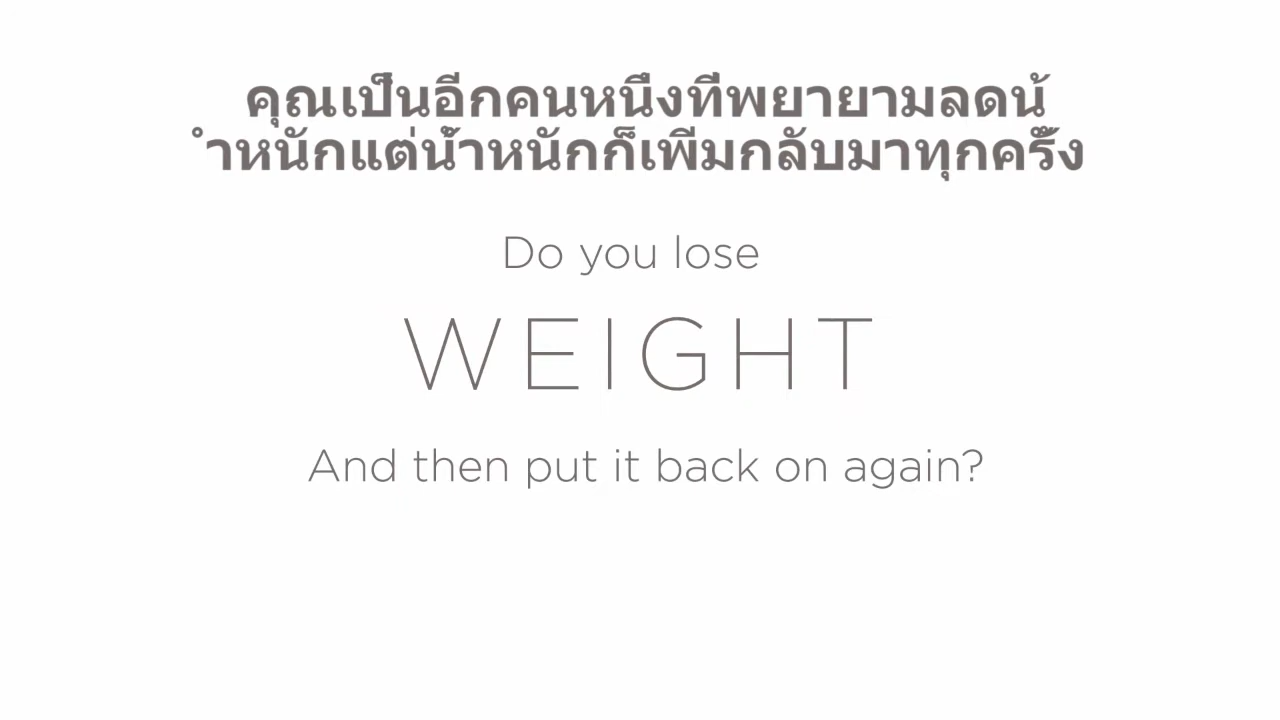 คุณเป็นอีกคนหนึ่งที่พยายามลดน้
ำหนักแต่น้ำหนักก็เพิ่มกลับมาทุกครั้ง
Do you lose
WEIGHT
And then put it back on again?